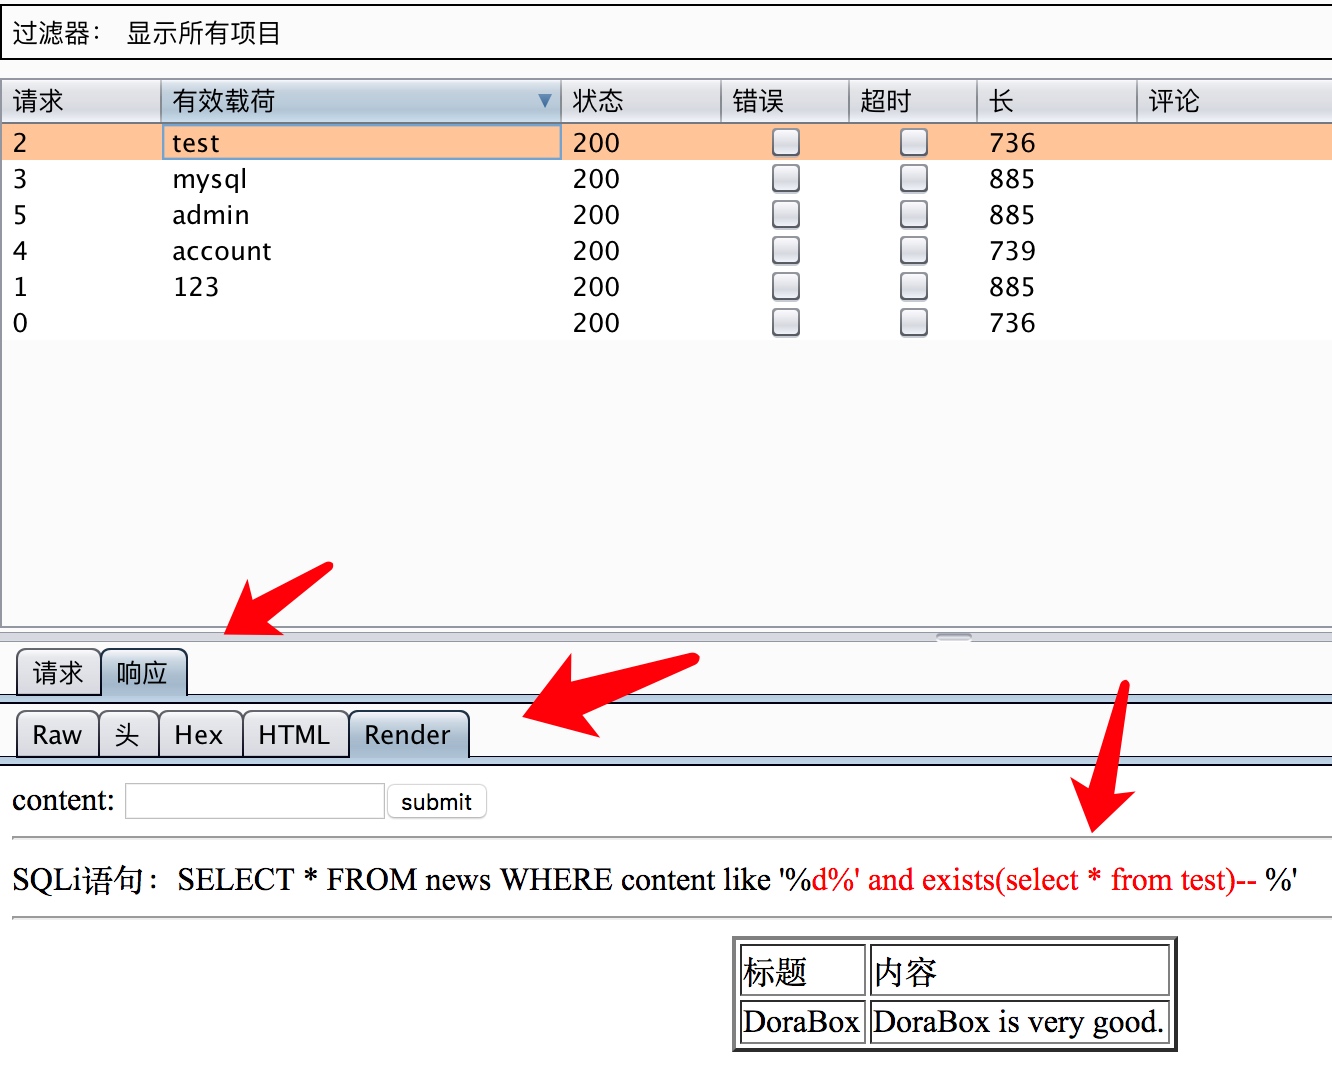 过滤器： 显示所有项目
请求 有效载荷 状态 错误 超时 长 评论
2 test 200 736
3 mysql 200 885
5 admin 200 885
4 account 200 739
1 123 200 885
0 200 736
请求 响应
Raw 头 Hex HTML Render
content: submit
SQLi语句：SELECT * FROM news WHERE content like '%d%' and exists(select * from test)-- %'
标题 内容
DoraBox DoraBox is very good.